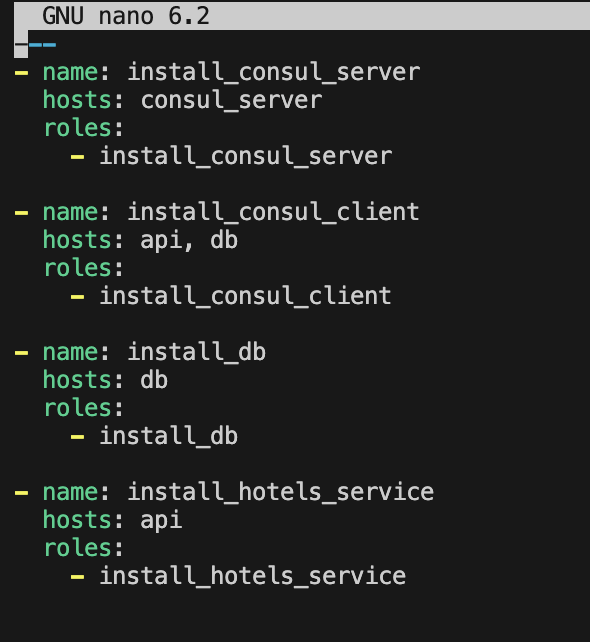 GNU nano 6.2
---
- name: install_consul_server
  hosts: consul_server
  roles:
    - install_consul_server

- name: install_consul_client
  hosts: api, db
  roles:
    - install_consul_client

- name: install_db
  hosts: db
  roles:
    - install_db

- name: install_hotels_service
  hosts: api
  roles:
    - install_hotels_service